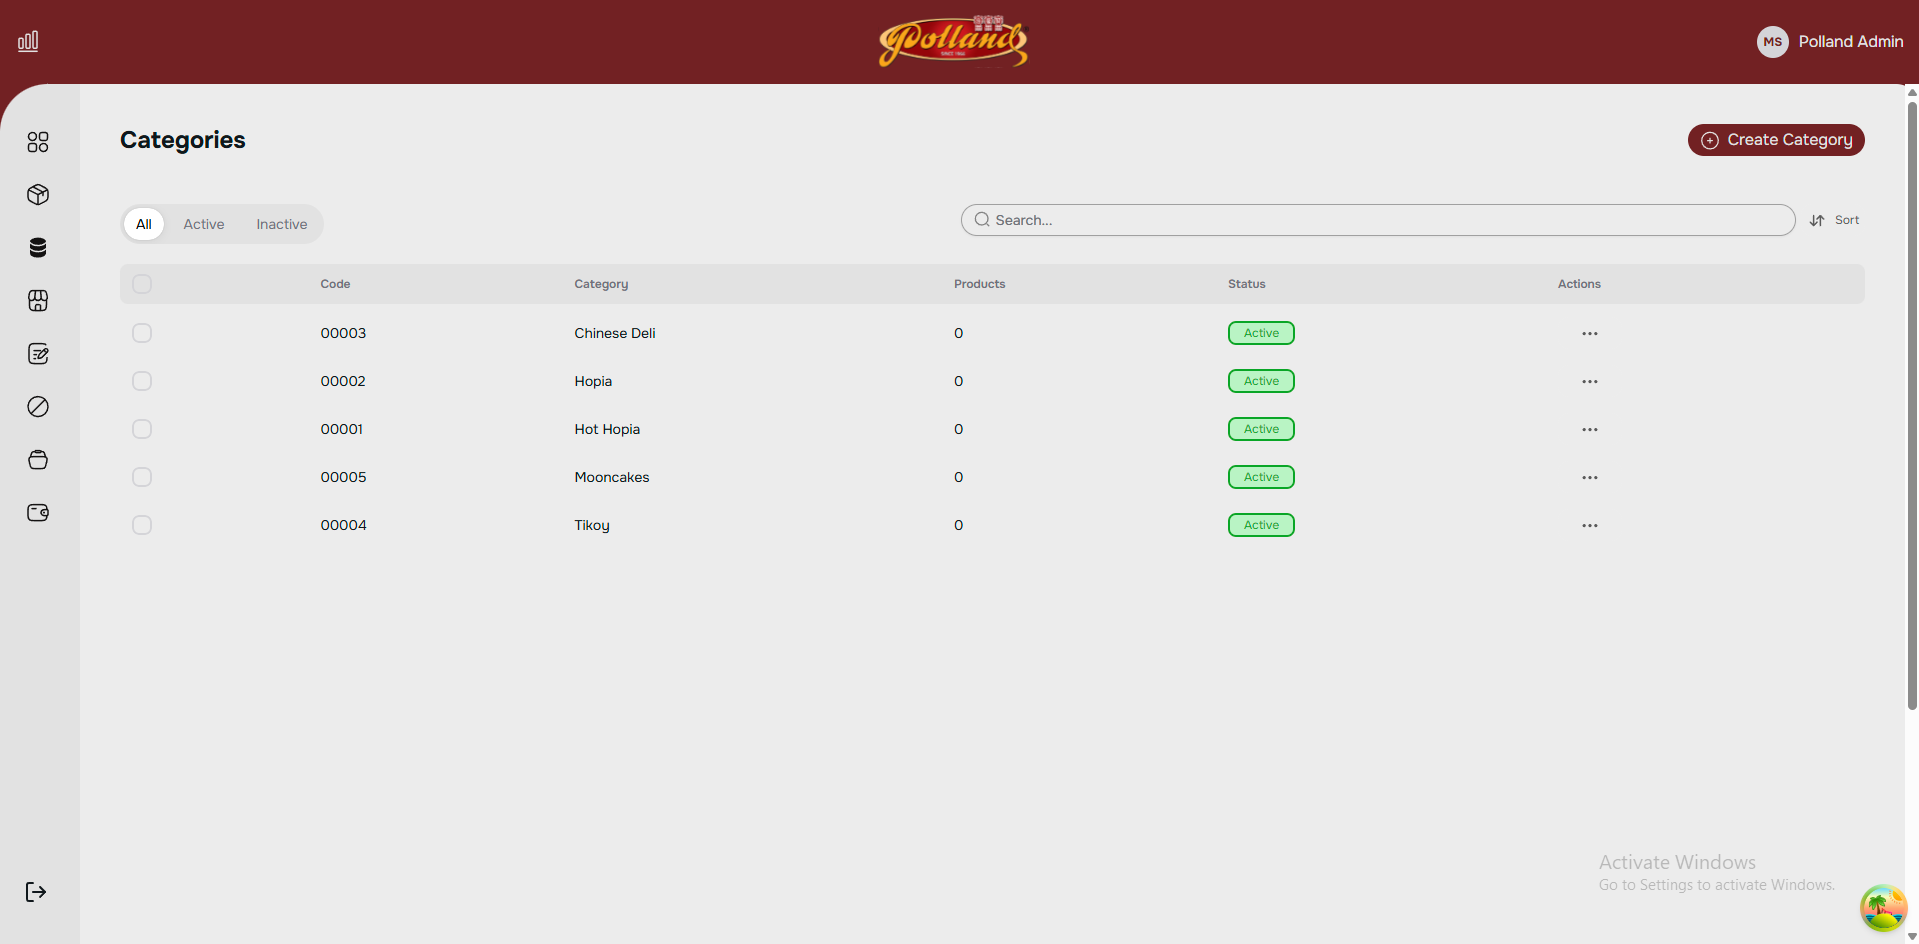 Polland
SINCE 1966
MS Polland Admin
Categories
Create Category
All Active Inactive
Search...
Sort
Code Category Products Status Actions
00003 Chinese Deli 0 Active
00002 Hopia 0 Active
00001 Hot Hopia 0 Active
00005 Mooncakes 0 Active
00004 Tikoy 0 Active
Activate Windows
Go to Settings to activate Windows.